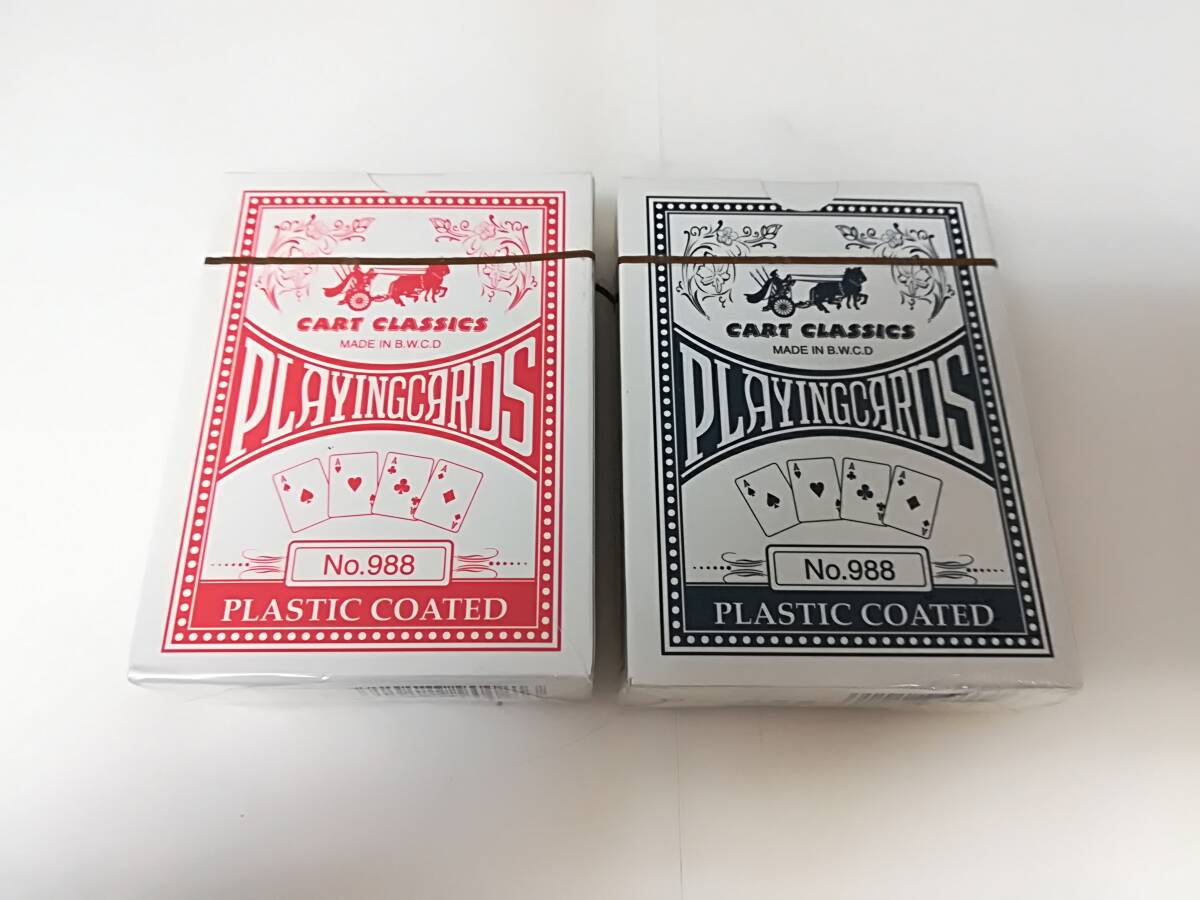 CART CLASSICS
MADE IN B.W.C.D
PLAYINGCARDS
A
A
A
A
A
No.988
PLASTIC COATED
CART CLASSICS
MADE IN B.W.C.D
PLAYINGCARDS
A
A
A
A
A
No.988
PLASTIC COATED